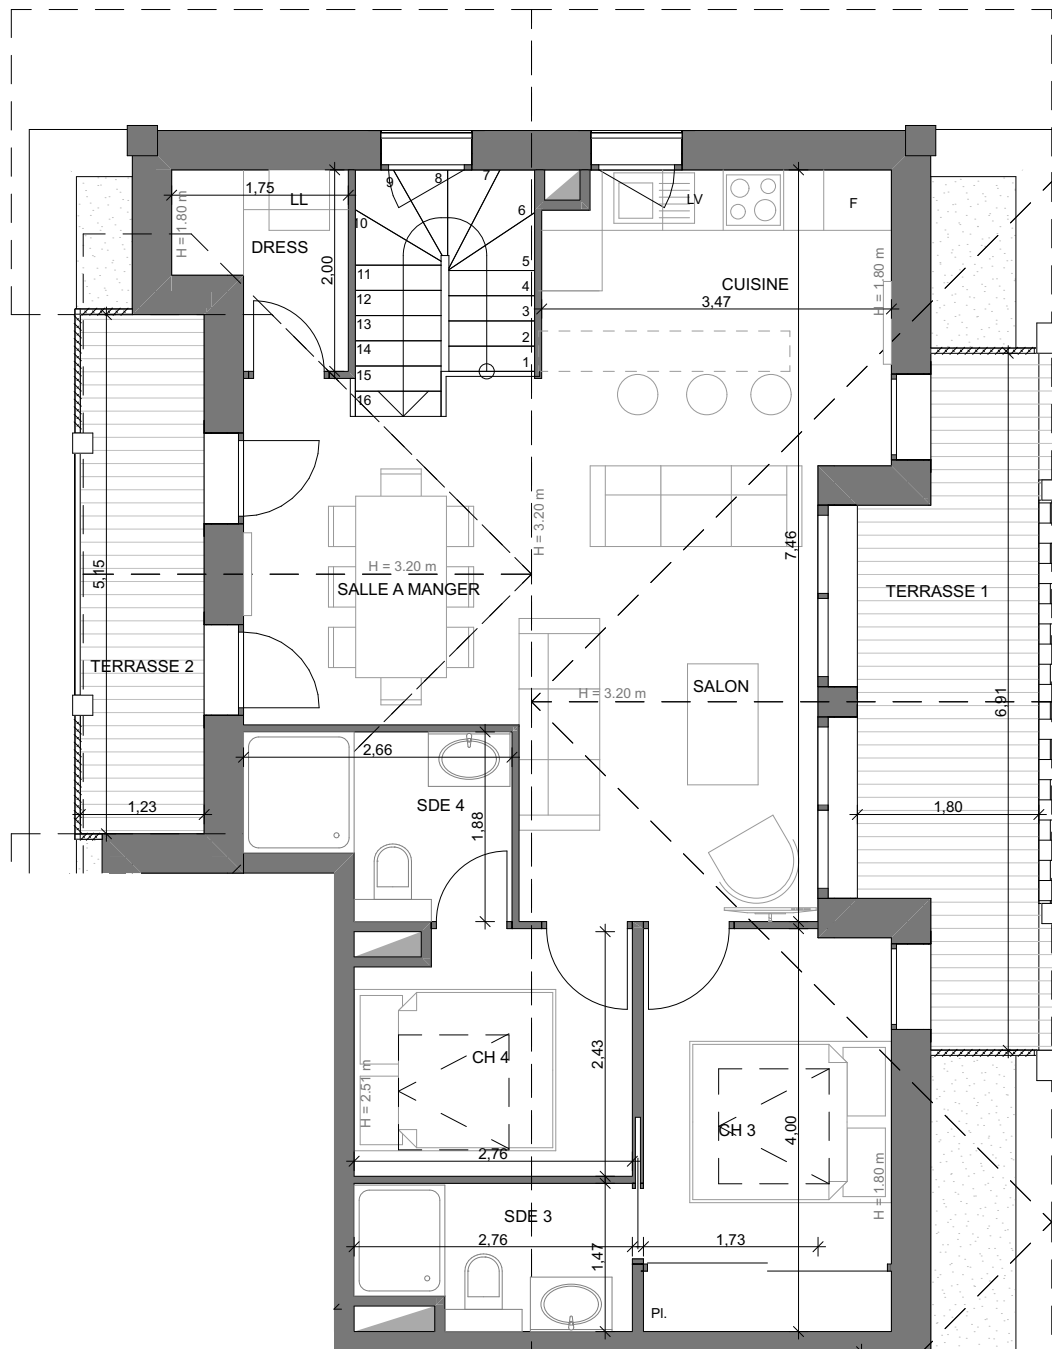 1,75
LL
H = 1.80 m
DRESS
2,00
9
8
7
6
10
5
11
4
12
3
13
2
14
1
15
16
LV
F
CUISINE
3,47
H = 1.80 m
H = 3.20 m
7,46
H = 3.20 m
SALLE A MANGER
5,15
TERRASSE 2
1,23
TERRASSE 1
6,91
1,80
SALON
H = 3.20 m
2,66
SDE 4
1,88
CH 4
2,43
H = 2.51 m
2,76
CH 3
4,00
H = 1.80 m
SDE 3
2,76
1,47
1,73
Pl.